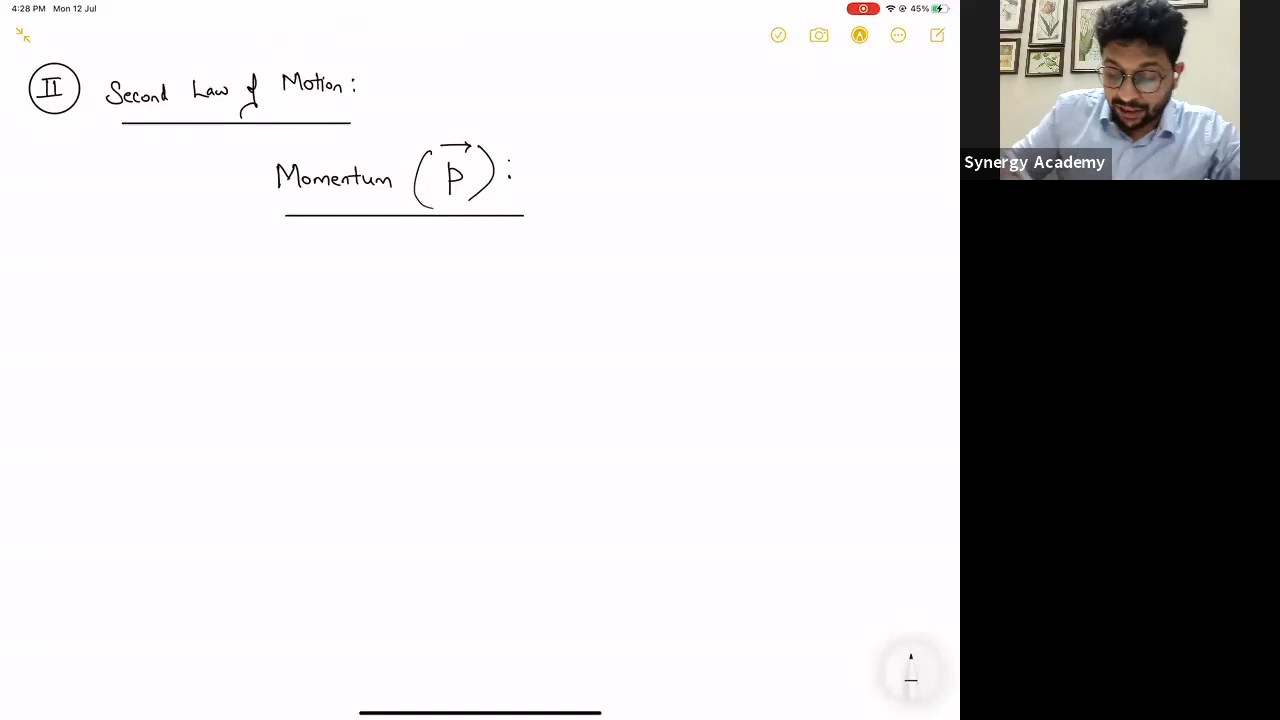 4:28 PM Mon 12 Jul
45%
II Second Law of Motion:
Momentum (p⃗):
Synergy Academy